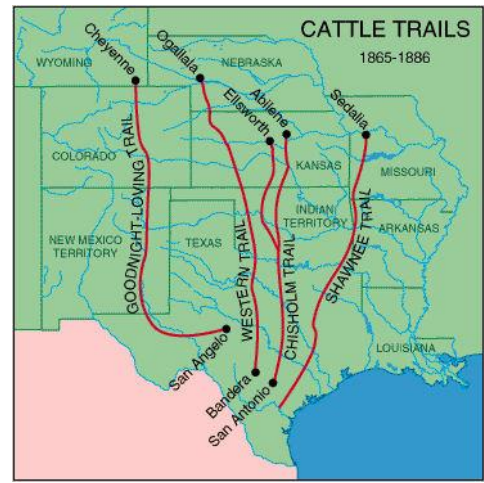 CATTLE TRAILS
1865-1886
WYOMING
Cheyenne
Ogallala
NEBRASKA
Ellsworth
Abilene
Sedalia
COLORADO
KANSAS
MISSOURI
GOODNIGHT-LOVING TRAIL
NEW MEXICO
TERRITORY
TEXAS
WESTERN TRAIL
CHISHOLM TRAIL
INDIAN
TERRITORY
SHAWNEE TRAIL
ARKANSAS
San Angelo
Bandera
San Antonio
LOUISIANA